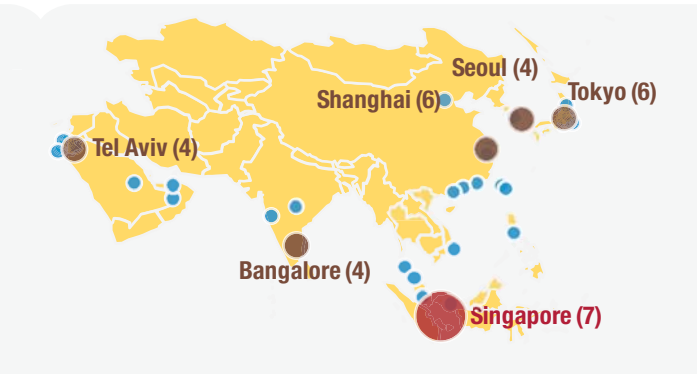 Seoul (4)
Tokyo (6)
Shanghai (6)
Tel Aviv (4)
Bangalore (4)
Singapore (7)